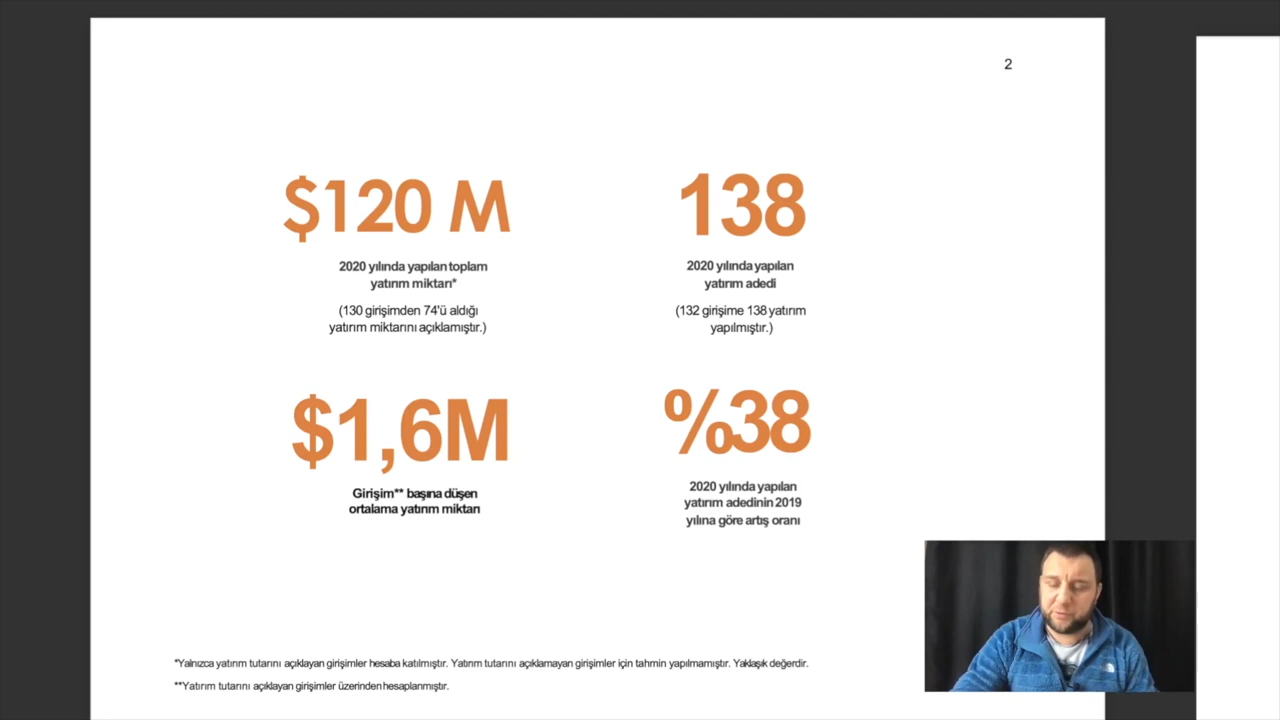 2
$120 M
2020 yılında yapılan toplam
yatırım miktarı*
(130 girişimden 74'ü aldığı
yatırım miktarını açıklamıştır.)
138
2020 yılında yapılan
yatırım adedi
(132 girişime 138 yatırım
yapılmıştır.)
$1,6M
Girişim** başına düşen
ortalama yatırım miktarı
%38
2020 yılında yapılan
yatırım adedinin 2019
yılına göre artış oranı
*Yalnızca yatırım tutarını açıklayan girişimler hesaba katılmıştır. Yatırım tutarını açıklamayan girişimler için tahmin yapılmamıştır. Yaklaşık değerdir.
**Yatırım tutarını açıklayan girişimler üzerinden hesaplanmıştır.